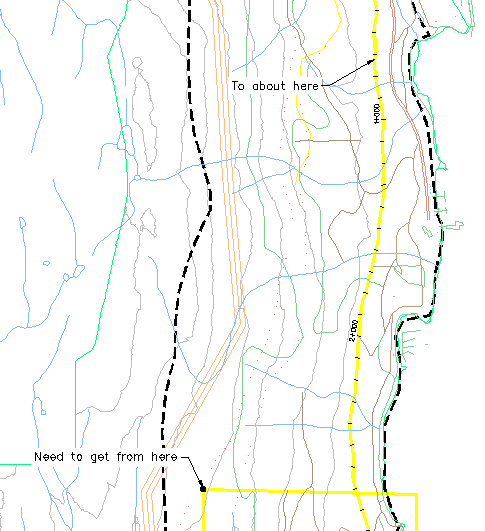 To about here
1+000
2+000
Need to get from here